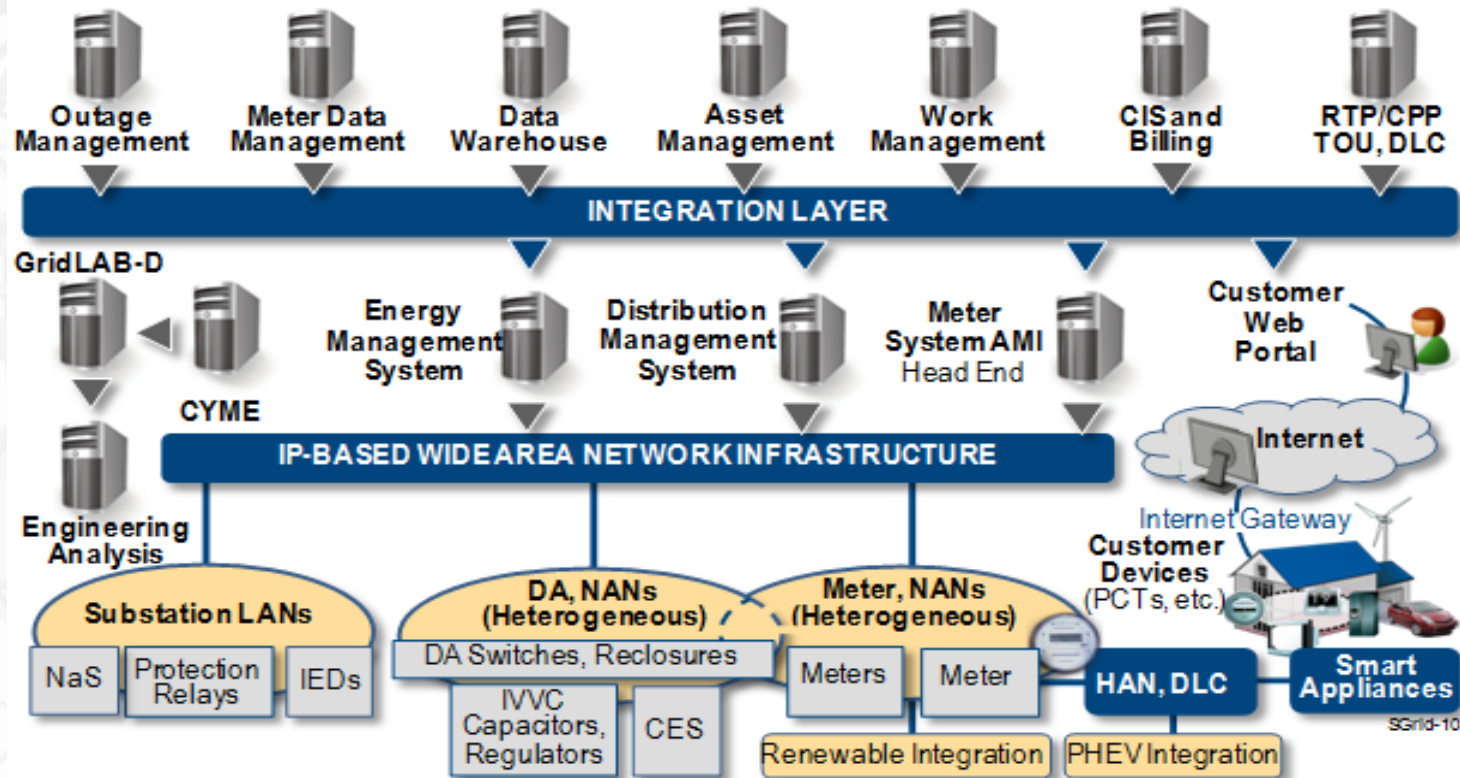 Outage
Management
Meter Data
Management
Data
Warehouse
Asset
Management
Work
Management
CIS and
Billing
RTP/CPP
TOU, DLC
INTEGRATION LAYER
GridLAB-D
CYME
Engineering
Analysis
Energy
Management
System
Distribution
Management
System
Meter
System AMI
Head End
Customer
Web
Portal
IP-BASED WIDE AREA NETWORK INFRASTRUCTURE
Internet
Internet Gateway
Customer
Devices
(PCTs, etc.)
Substation LANs
NaS
Protection
Relays
IEDs
DA, NANs
(Heterogeneous)
DA Switches, Reclosures
IVVC
Capacitors,
Regulators
CES
Meter, NANs
(Heterogeneous)
Meters
Meter
HAN, DLC
Smart
Appliances
SGrid-10
Renewable Integration
PHEV Integration